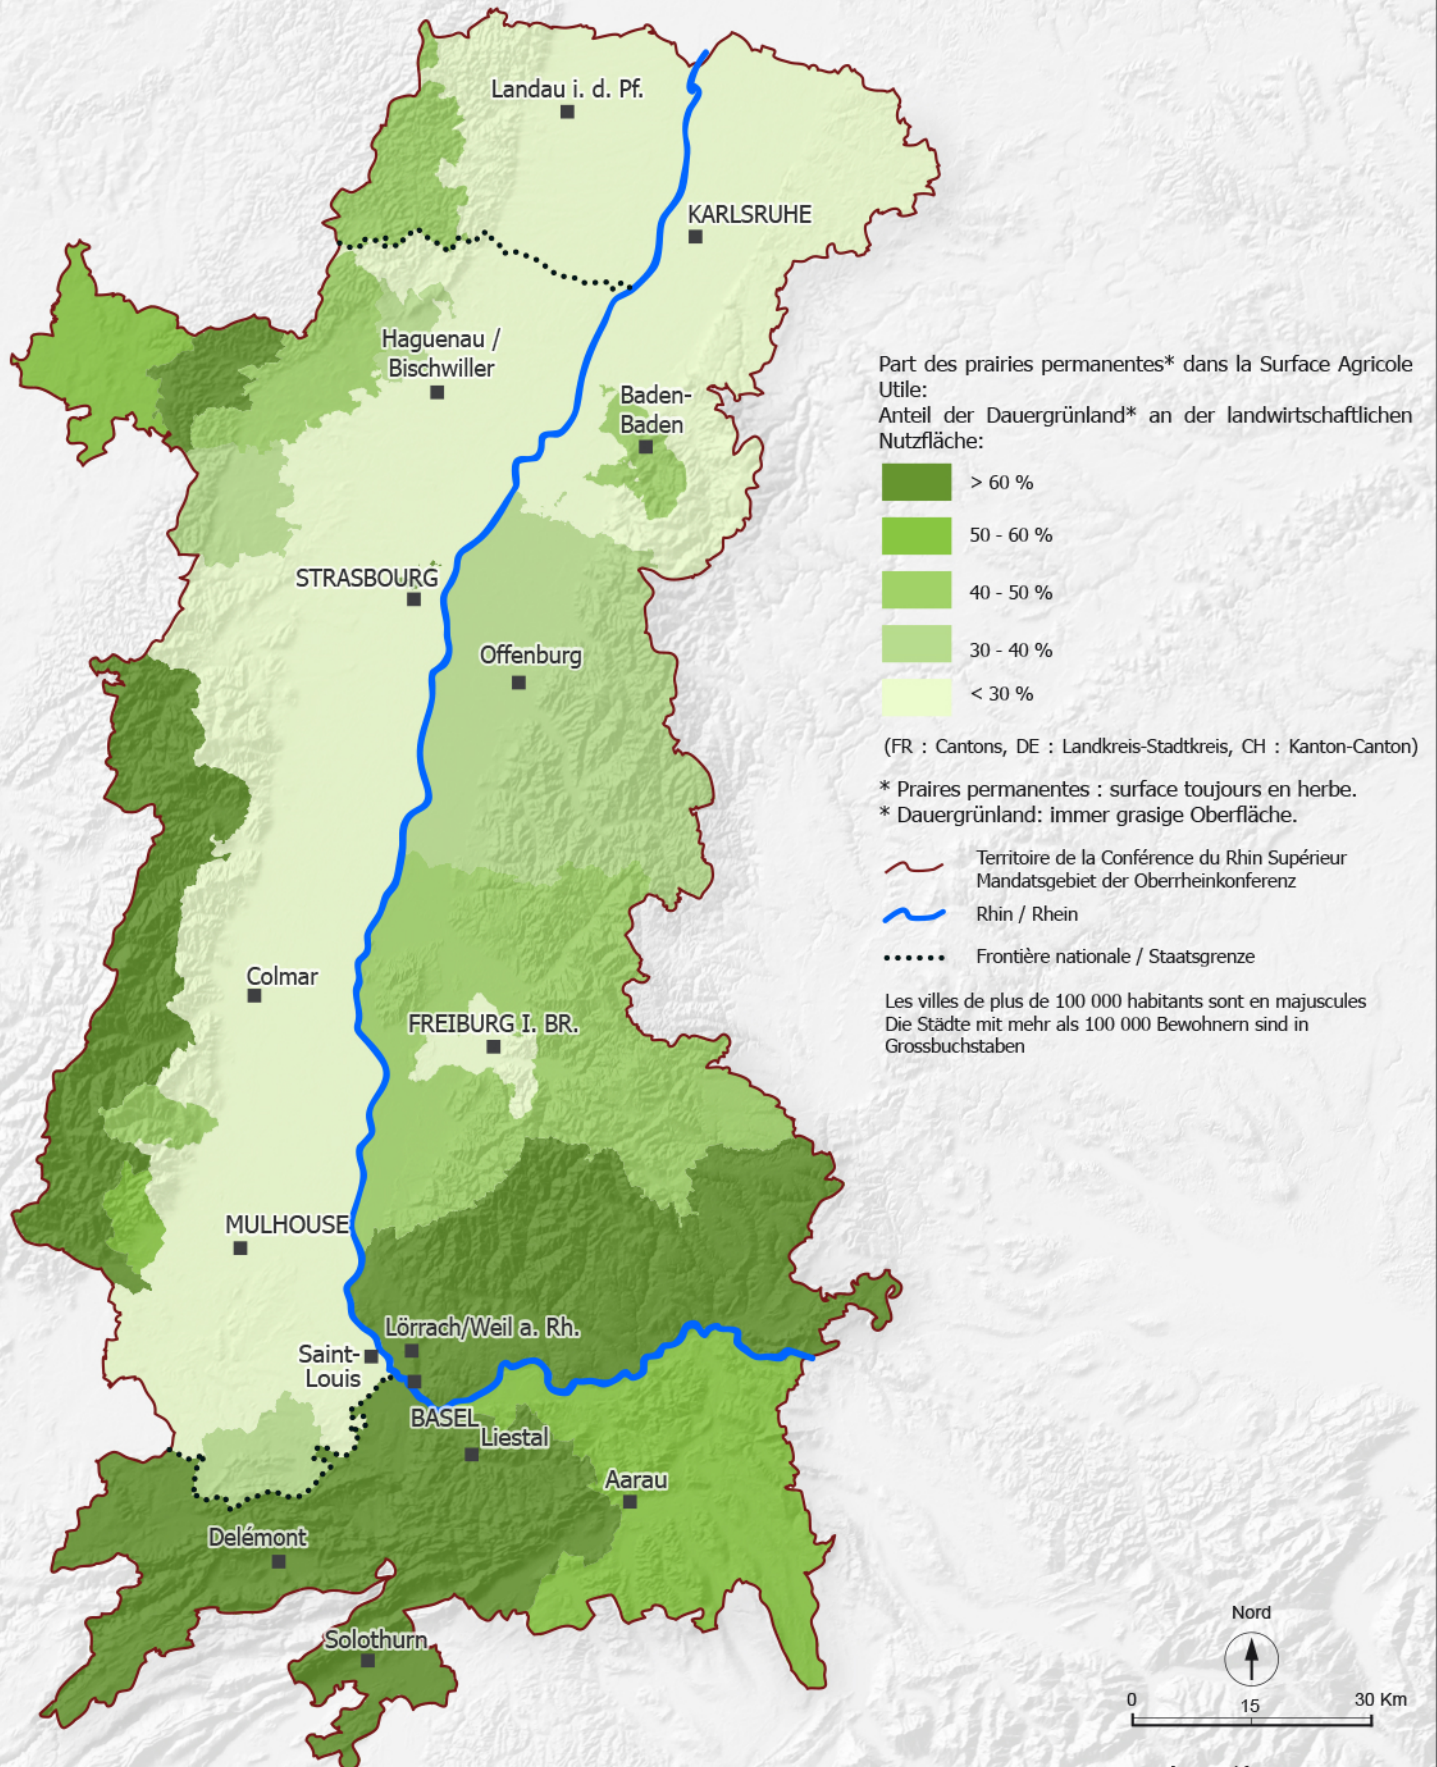 Landau i. d. Pf.
KARLSRUHE
Haguenau /
Bischwiller
Baden-
Baden
STRASBOURG
Offenburg
Colmar
FREIBURG I. BR.
MULHOUSE
Lörrach/Weil a. Rh.
Saint-
Louis
BASEL
Liestal
Aarau
Delémont
Solothurn
Part des prairies permanentes* dans la Surface Agricole
Utile:
Anteil der Dauergrünland* an der landwirtschaftlichen
Nutzfläche:
> 60 %
50 - 60 %
40 - 50 %
30 - 40 %
< 30 %
(FR : Cantons, DE : Landkreis-Stadtkreis, CH : Kanton-Canton)
* Praires permanentes : surface toujours en herbe.
* Dauergrünland: immer grasige Oberfläche.
Territoire de la Conférence du Rhin Supérieur
Mandatsgebiet der Oberrheinkonferenz
Rhin / Rhein
Frontière nationale / Staatsgrenze
Les villes de plus de 100 000 habitants sont en majuscules
Die Städte mit mehr als 100 000 Bewohnern sind in
Grossbuchstaben
Nord
0 15 30 Km